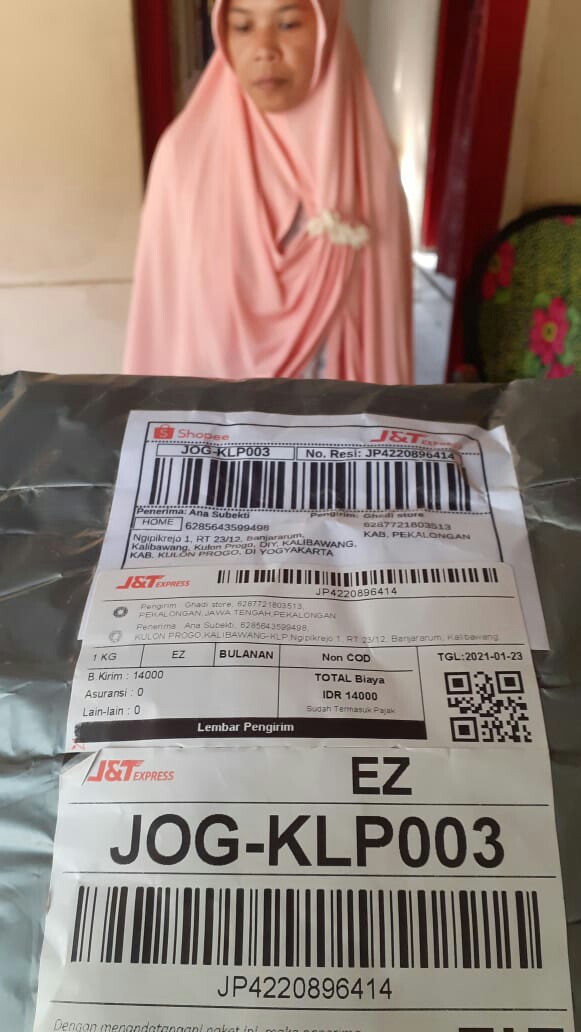 Shopee
J&T EXPRESS
JOG-KLP003
No. Resi: JP4220896414
Penerima: Ana Subekti
Pengirim: Ghadi store
HOME
6285643599498
6287721803513
KAB. PEKALONGAN
Ngipikrejo 1, RT 23/12, Banjararum,
Kalibawang, Kulon Progo, DIY, KALIBAWANG,
KAB. KULON PROGO, DI YOGYAKARTA
J&T EXPRESS
JP4220896414
Pengirim : Ghadi store, 6287721803513,
PEKALONGAN,JAWA TENGAH,PEKALONGAN
Penerima : Ana Subekti, 6285643599498,
KULON PROGO,KALIBAWANG-KLP,Ngipikrejo 1, RT 23/12, Banjararum, Kalibawang,
1 KG
EZ
BULANAN
Non COD
TGL:2021-01-23
B.Kirim : 14000
Asuransi : 0
Lain-lain : 0
TOTAL Biaya
IDR 14000
Sudah Termasuk Pajak
Lembar Pengirim
J&T EXPRESS
EZ
JOG-KLP003
JP4220896414
Dengan menandatangani paket ini, maka penerima